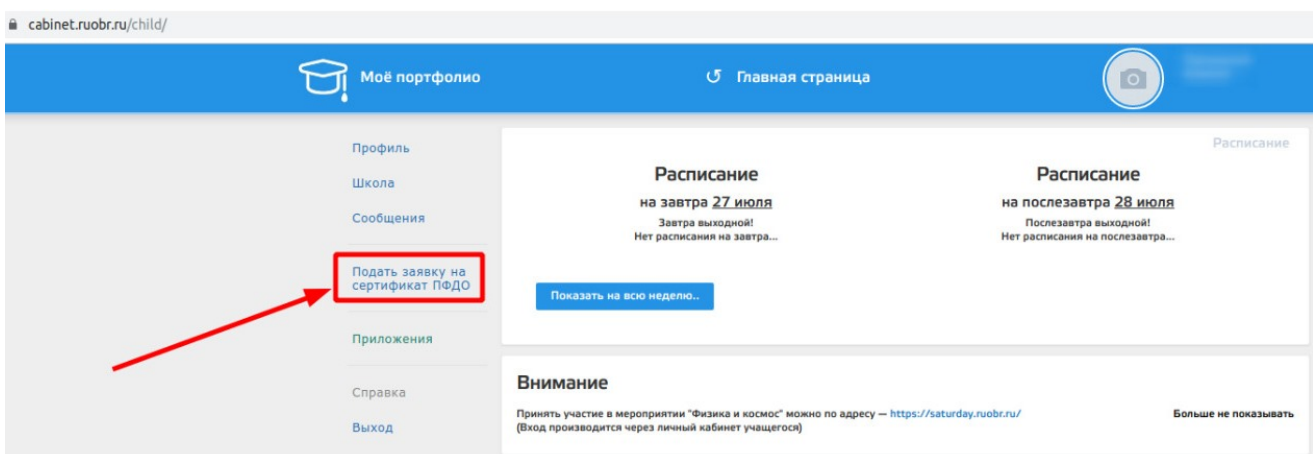 cabinet.ruobr.ru/child/
Моё портфолио
Главная страница
Профиль
Школа
Сообщения
Подать заявку на
сертификат ПФДО
Приложения
Справка
Выход
Расписание
Расписание
на завтра 27 июля
Завтра выходной!
Нет расписания на завтра...
Расписание
на послезавтра 28 июля
Послезавтра выходной!
Нет расписания на послезавтра...
Показать на всю неделю..
Внимание
Принять участие в мероприятии "Физика и космос" можно по адресу — https://saturday.ruobr.ru/
(Вход производится через личный кабинет учащегося)
Больше не показывать